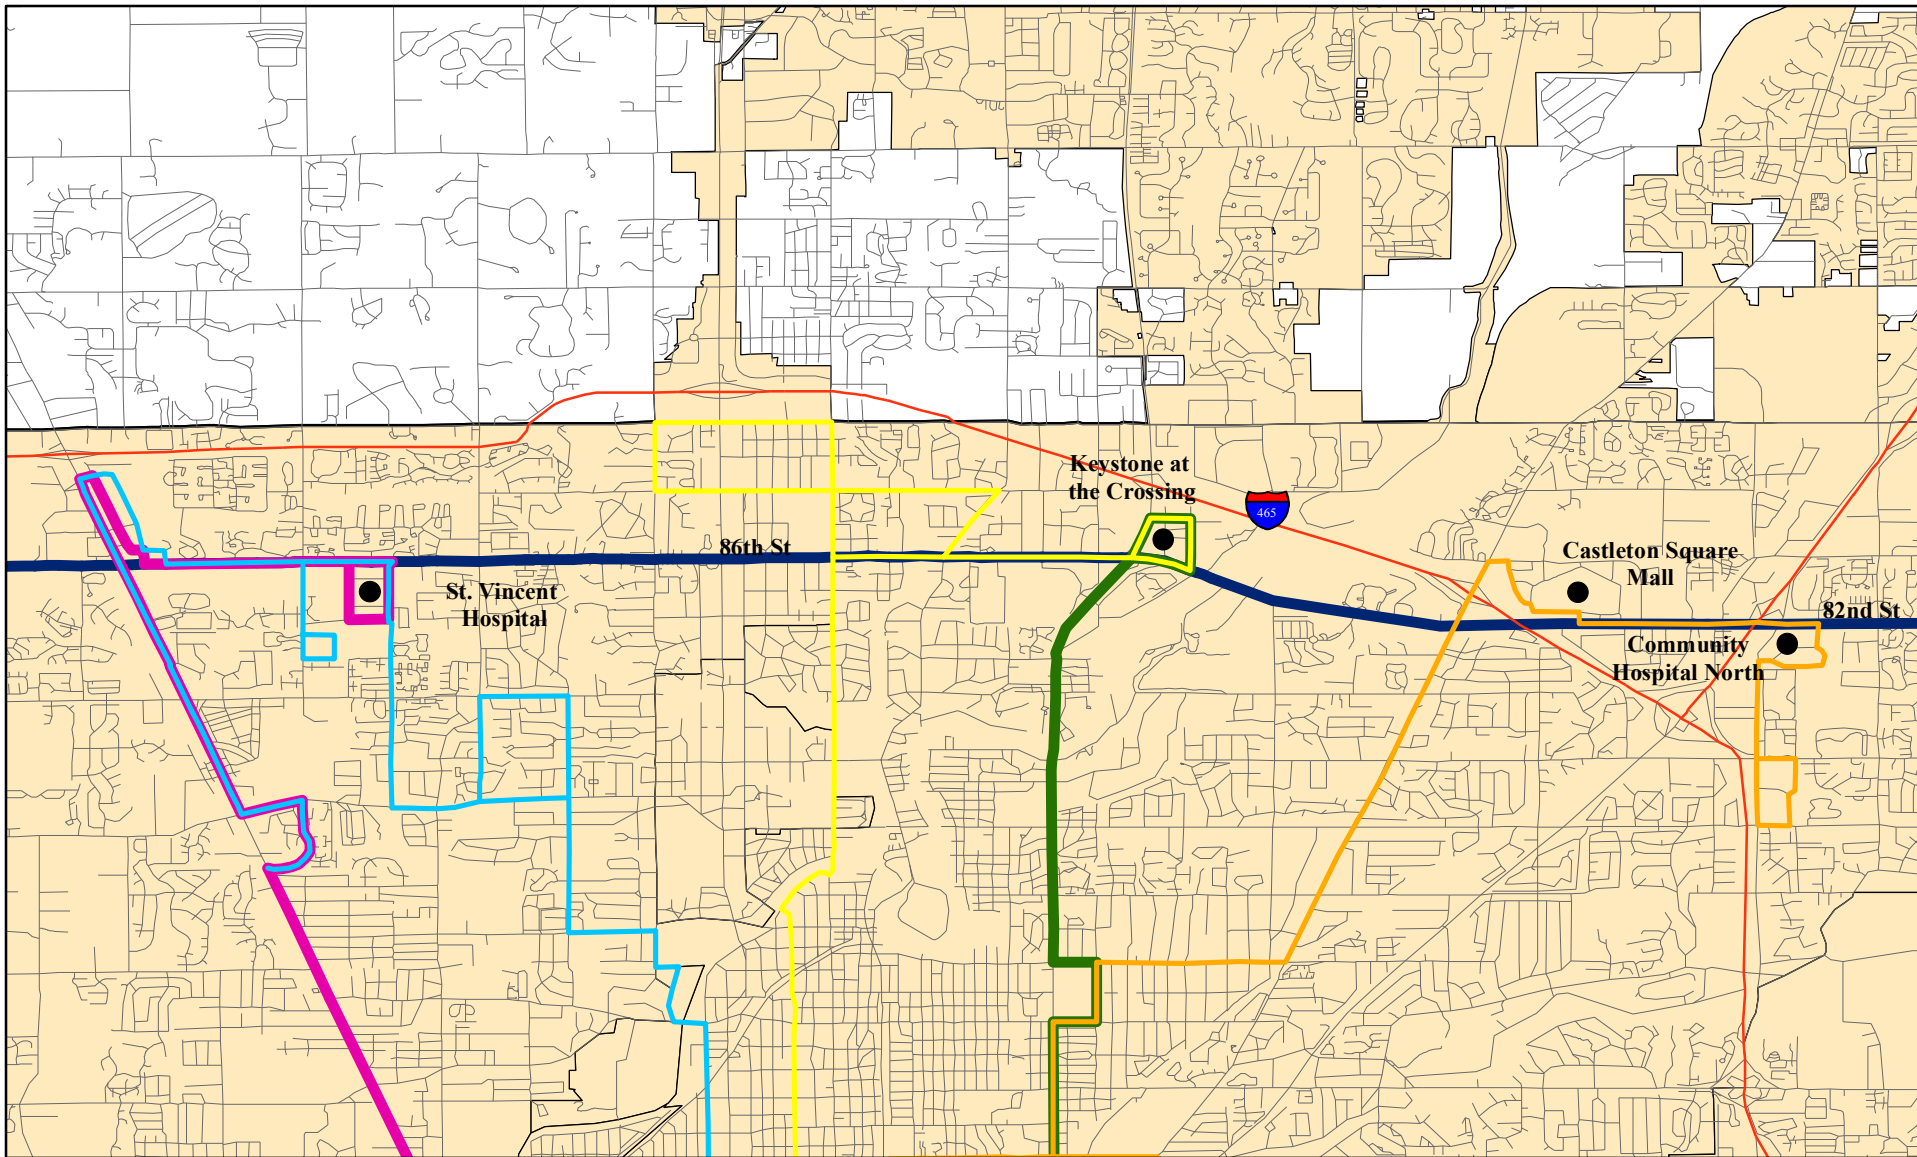 Keystone at
the Crossing
465
86th St
Castleton Square
Mall
St. Vincent
Hospital
82nd St
Community
Hospital North